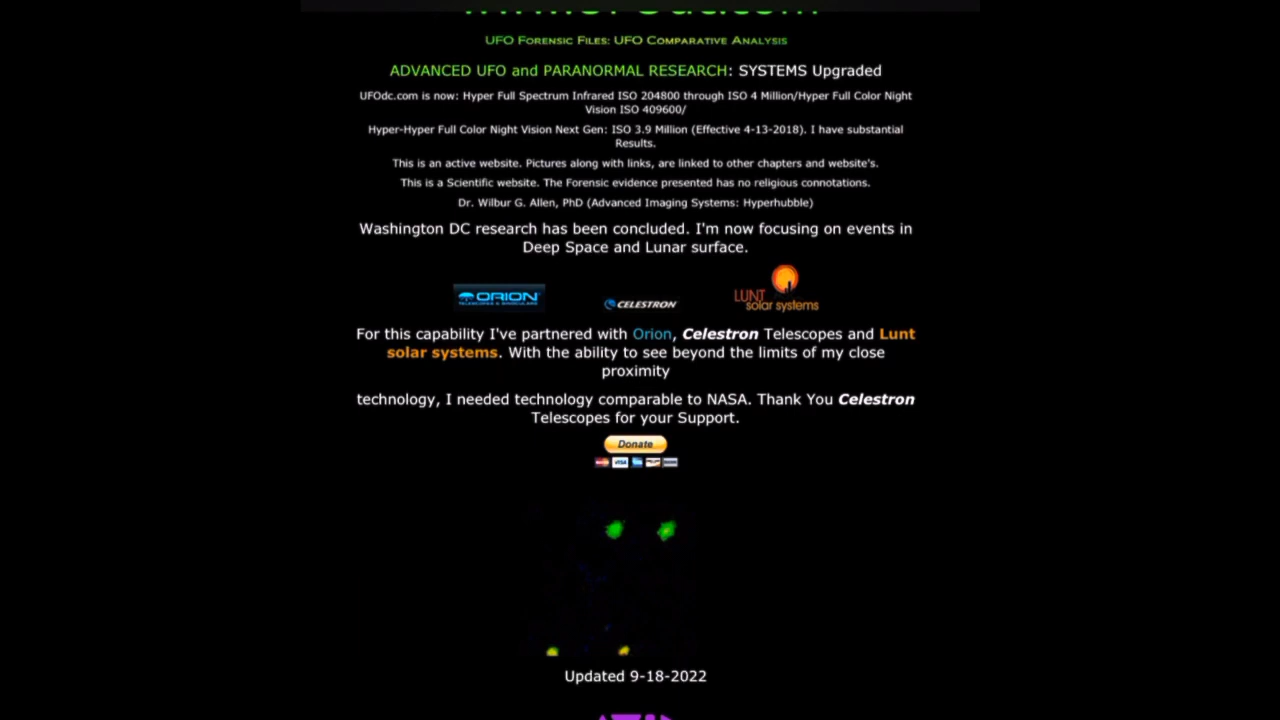 www.UFOdc.com
UFO Forensic Files: UFO Comparative Analysis
ADVANCED UFO and PARANORMAL RESEARCH: SYSTEMS Upgraded
UFOdc.com is now: Hyper Full Spectrum Infrared ISO 204800 through ISO 4 Million/Hyper Full Color Night
Vision ISO 409600/
Hyper-Hyper Full Color Night Vision Next Gen: ISO 3.9 Million (Effective 4-13-2018). I have substantial
Results.
This is an active website. Pictures along with links, are linked to other chapters and website's.
This is a Scientific website. The Forensic evidence presented has no religious connotations.
Dr. Wilbur G. Allen, PhD (Advanced Imaging Systems: Hyperhubble)
Washington DC research has been concluded. I'm now focusing on events in
Deep Space and Lunar surface.
ORION
TELESCOPES & BINOCULARS
CELESTRON
LUNT
solar systems
For this capability I've partnered with Orion, Celestron Telescopes and Lunt
solar systems. With the ability to see beyond the limits of my close
proximity
technology, I needed technology comparable to NASA. Thank You Celestron
Telescopes for your Support.
Donate
VISA
Updated 9-18-2022